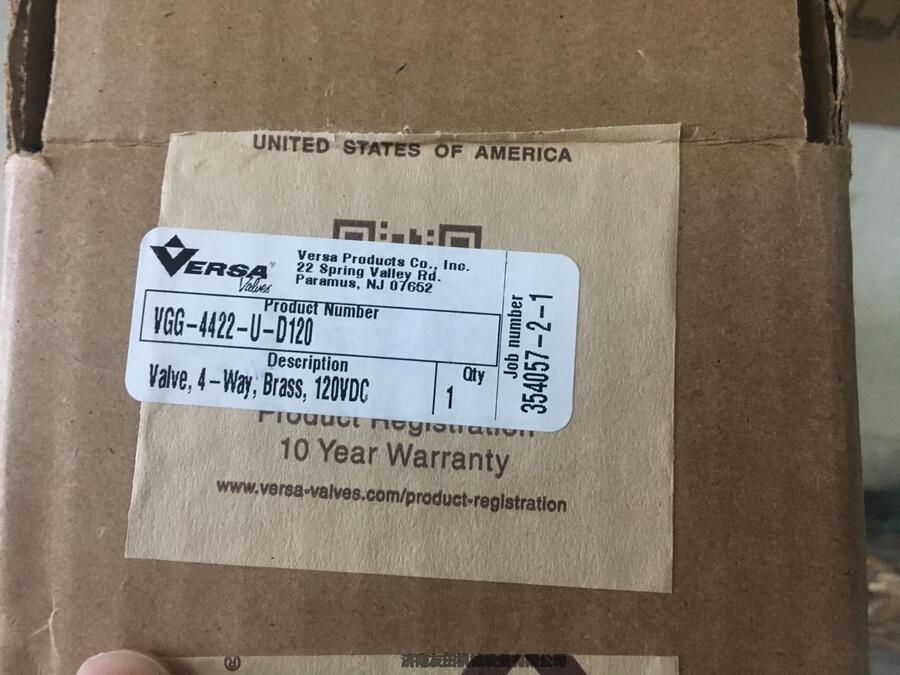 UNITED STATES OF AMERICA
VERSA®
Valves
Versa Products Co., Inc.
22 Spring Valley Rd.
Paramus, NJ 07652
Product Number
VGG-4422-U-D120
Description
Valve, 4-Way, Brass, 120VDC
Qty
1
Job number
354057-2-1
Product Registration
10 Year Warranty
www.versa-valves.com/product-registration
®